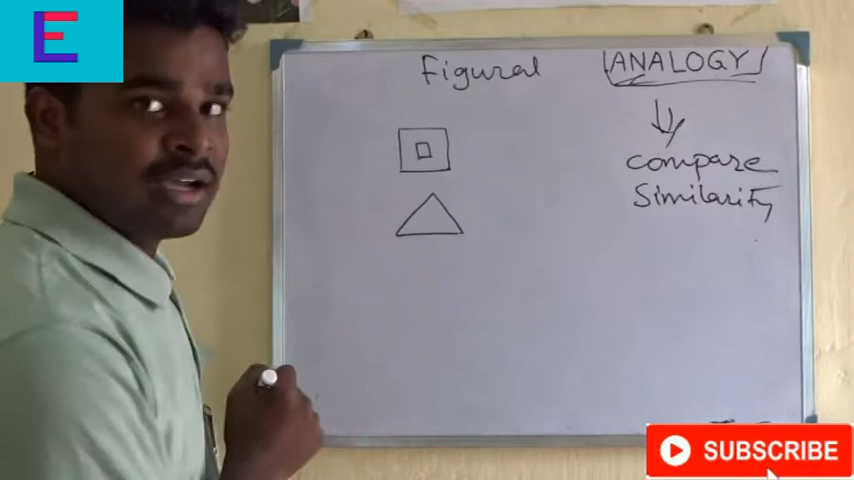 E
Figural
ANALOGY
compare
Similarity
SUBSCRIBE